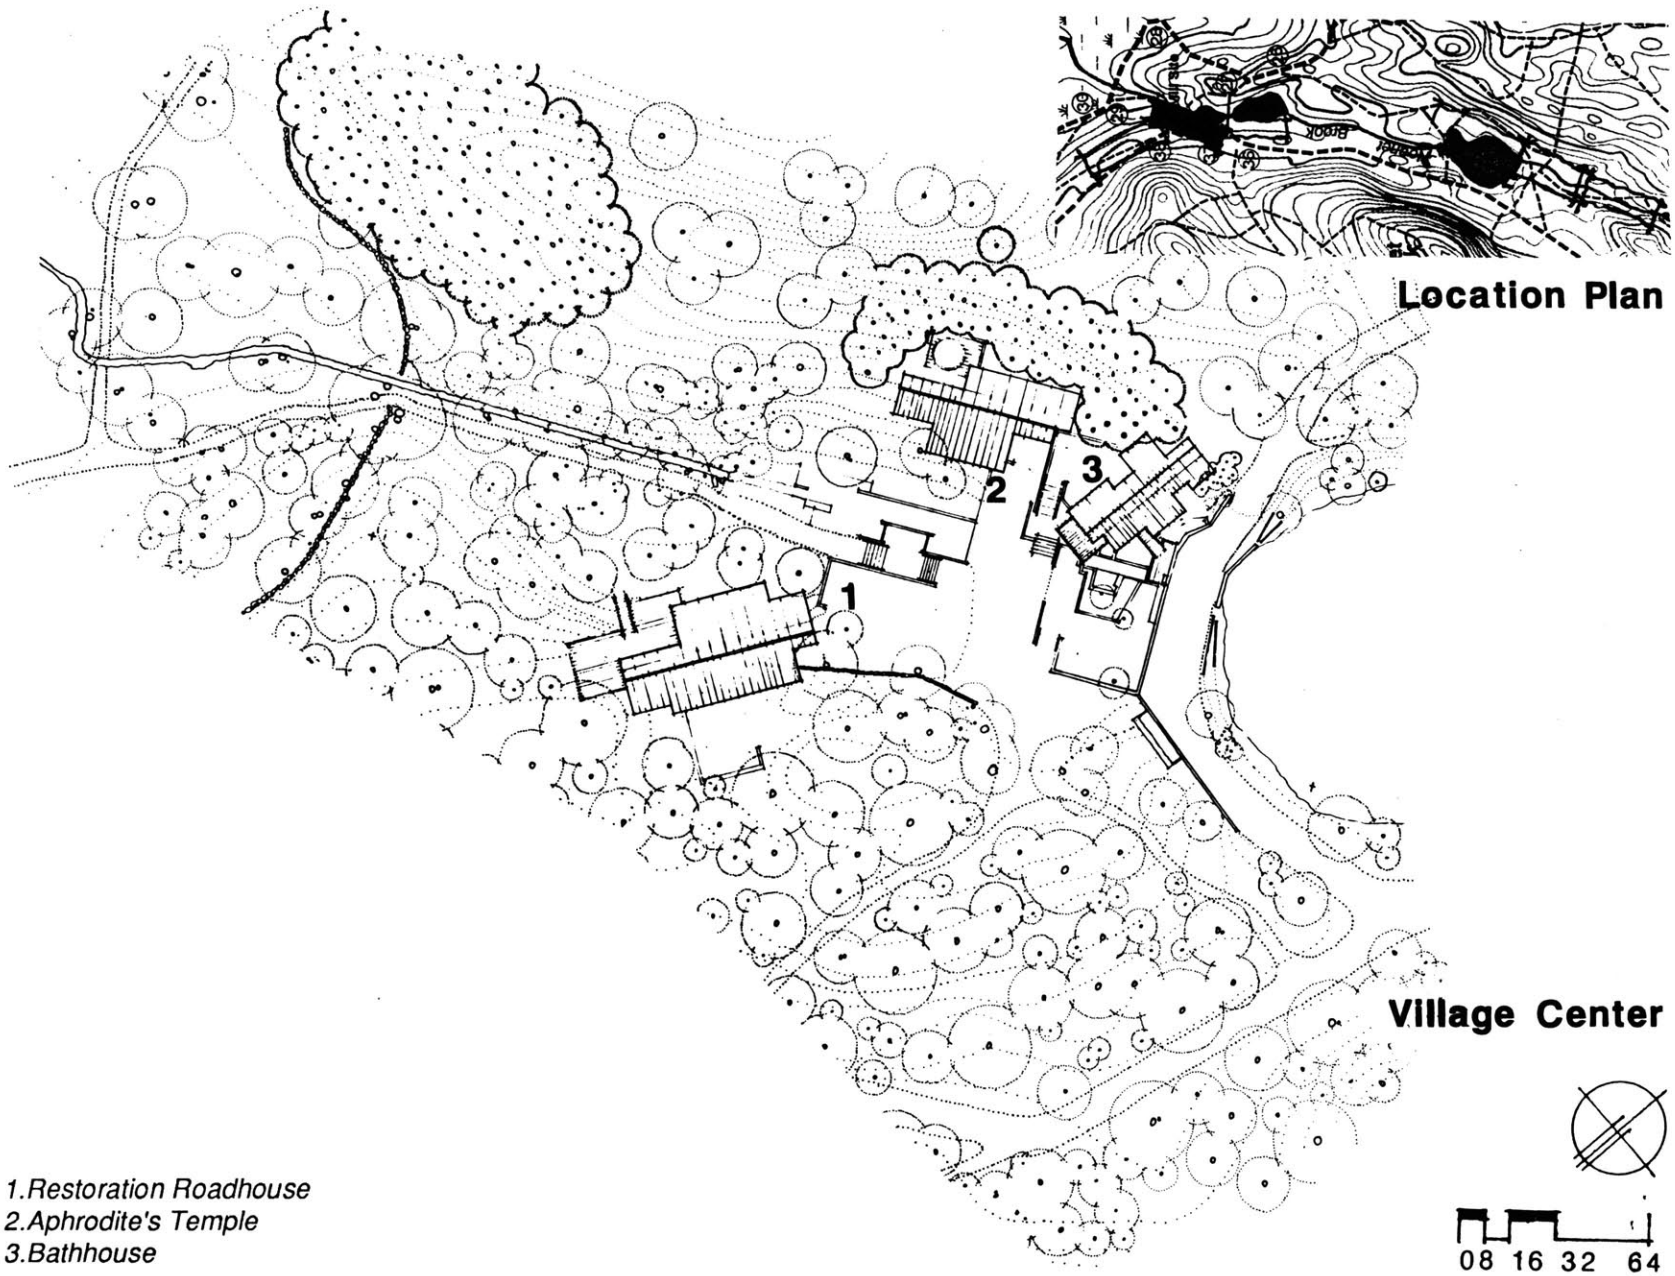 Brook
Location Plan
1
2
3
Village Center
1.Restoration Roadhouse
2.Aphrodite's Temple
3.Bathhouse
08 16 32 64